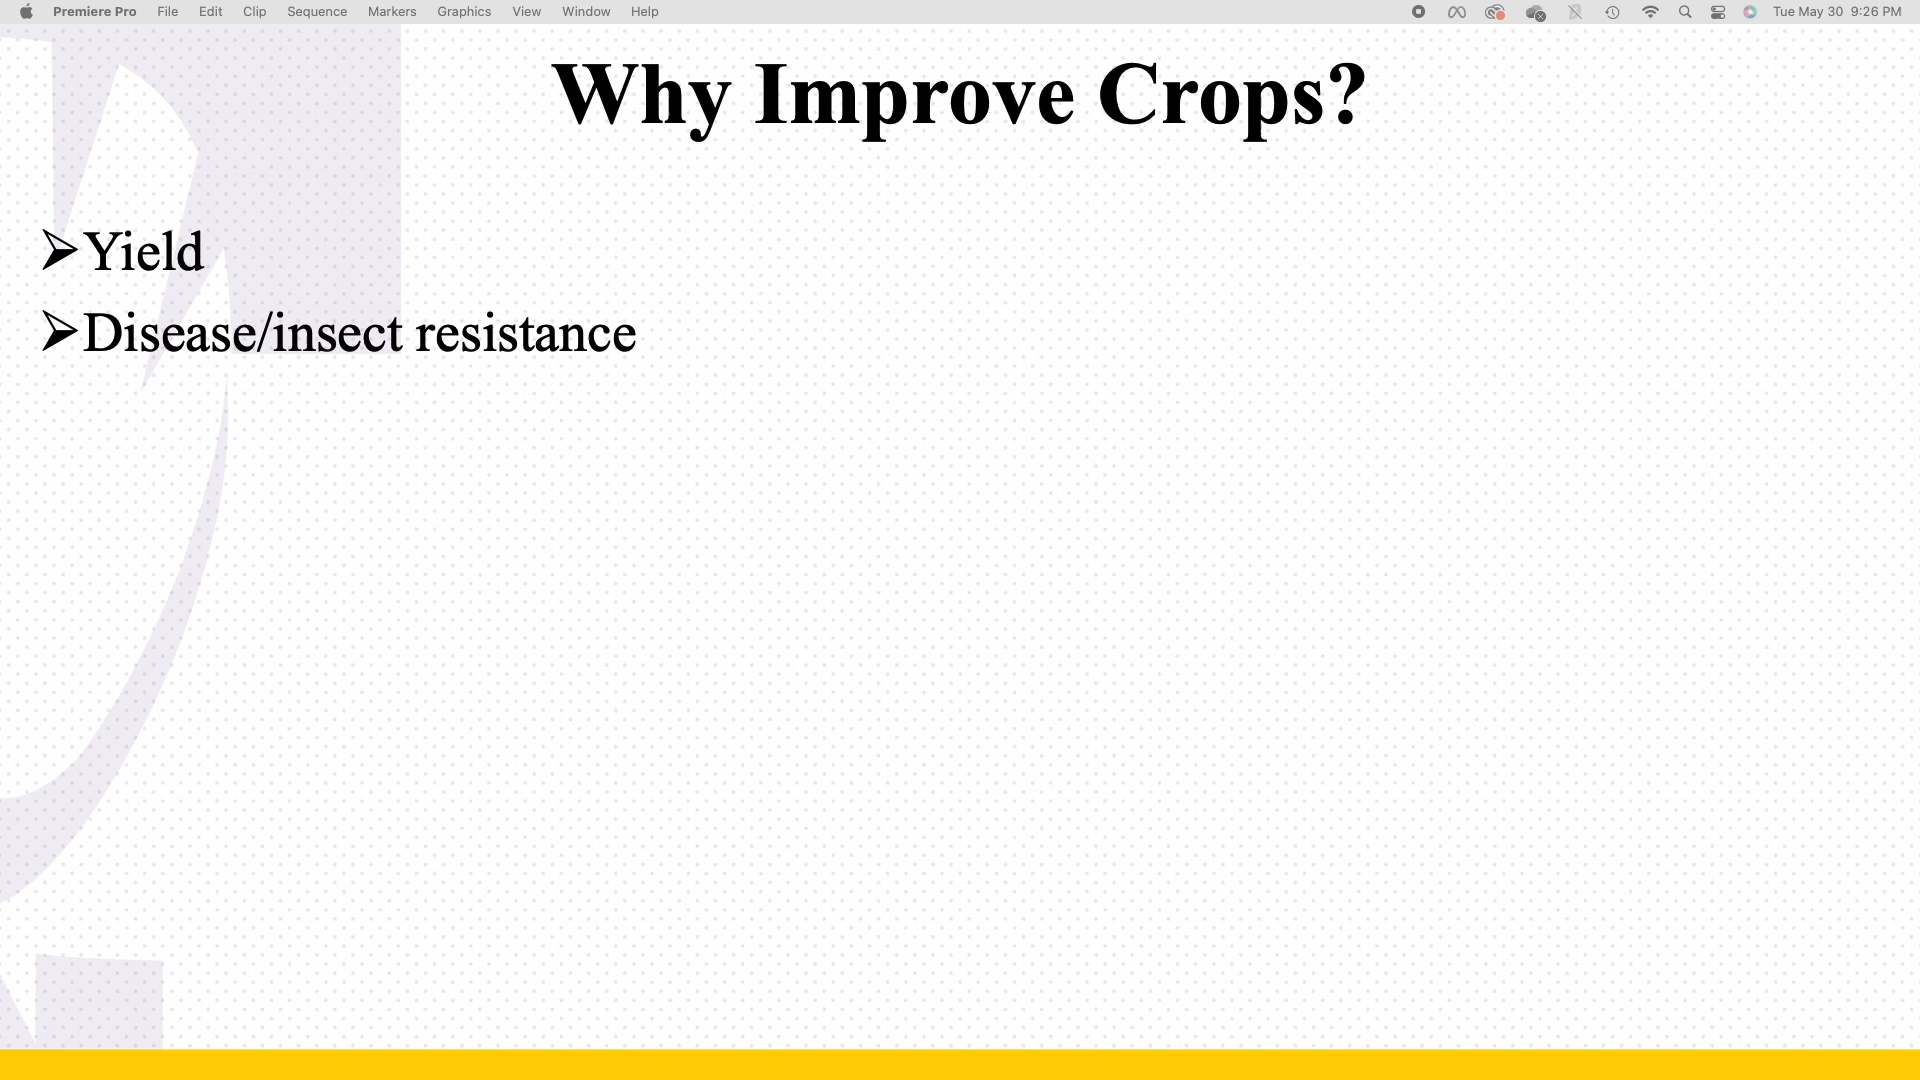 Premiere Pro File Edit Clip Sequence Markers Graphics View Window Help Tue May 30 9:26 PM
Why Improve Crops?
➢Yield
➢Disease/insect resistance